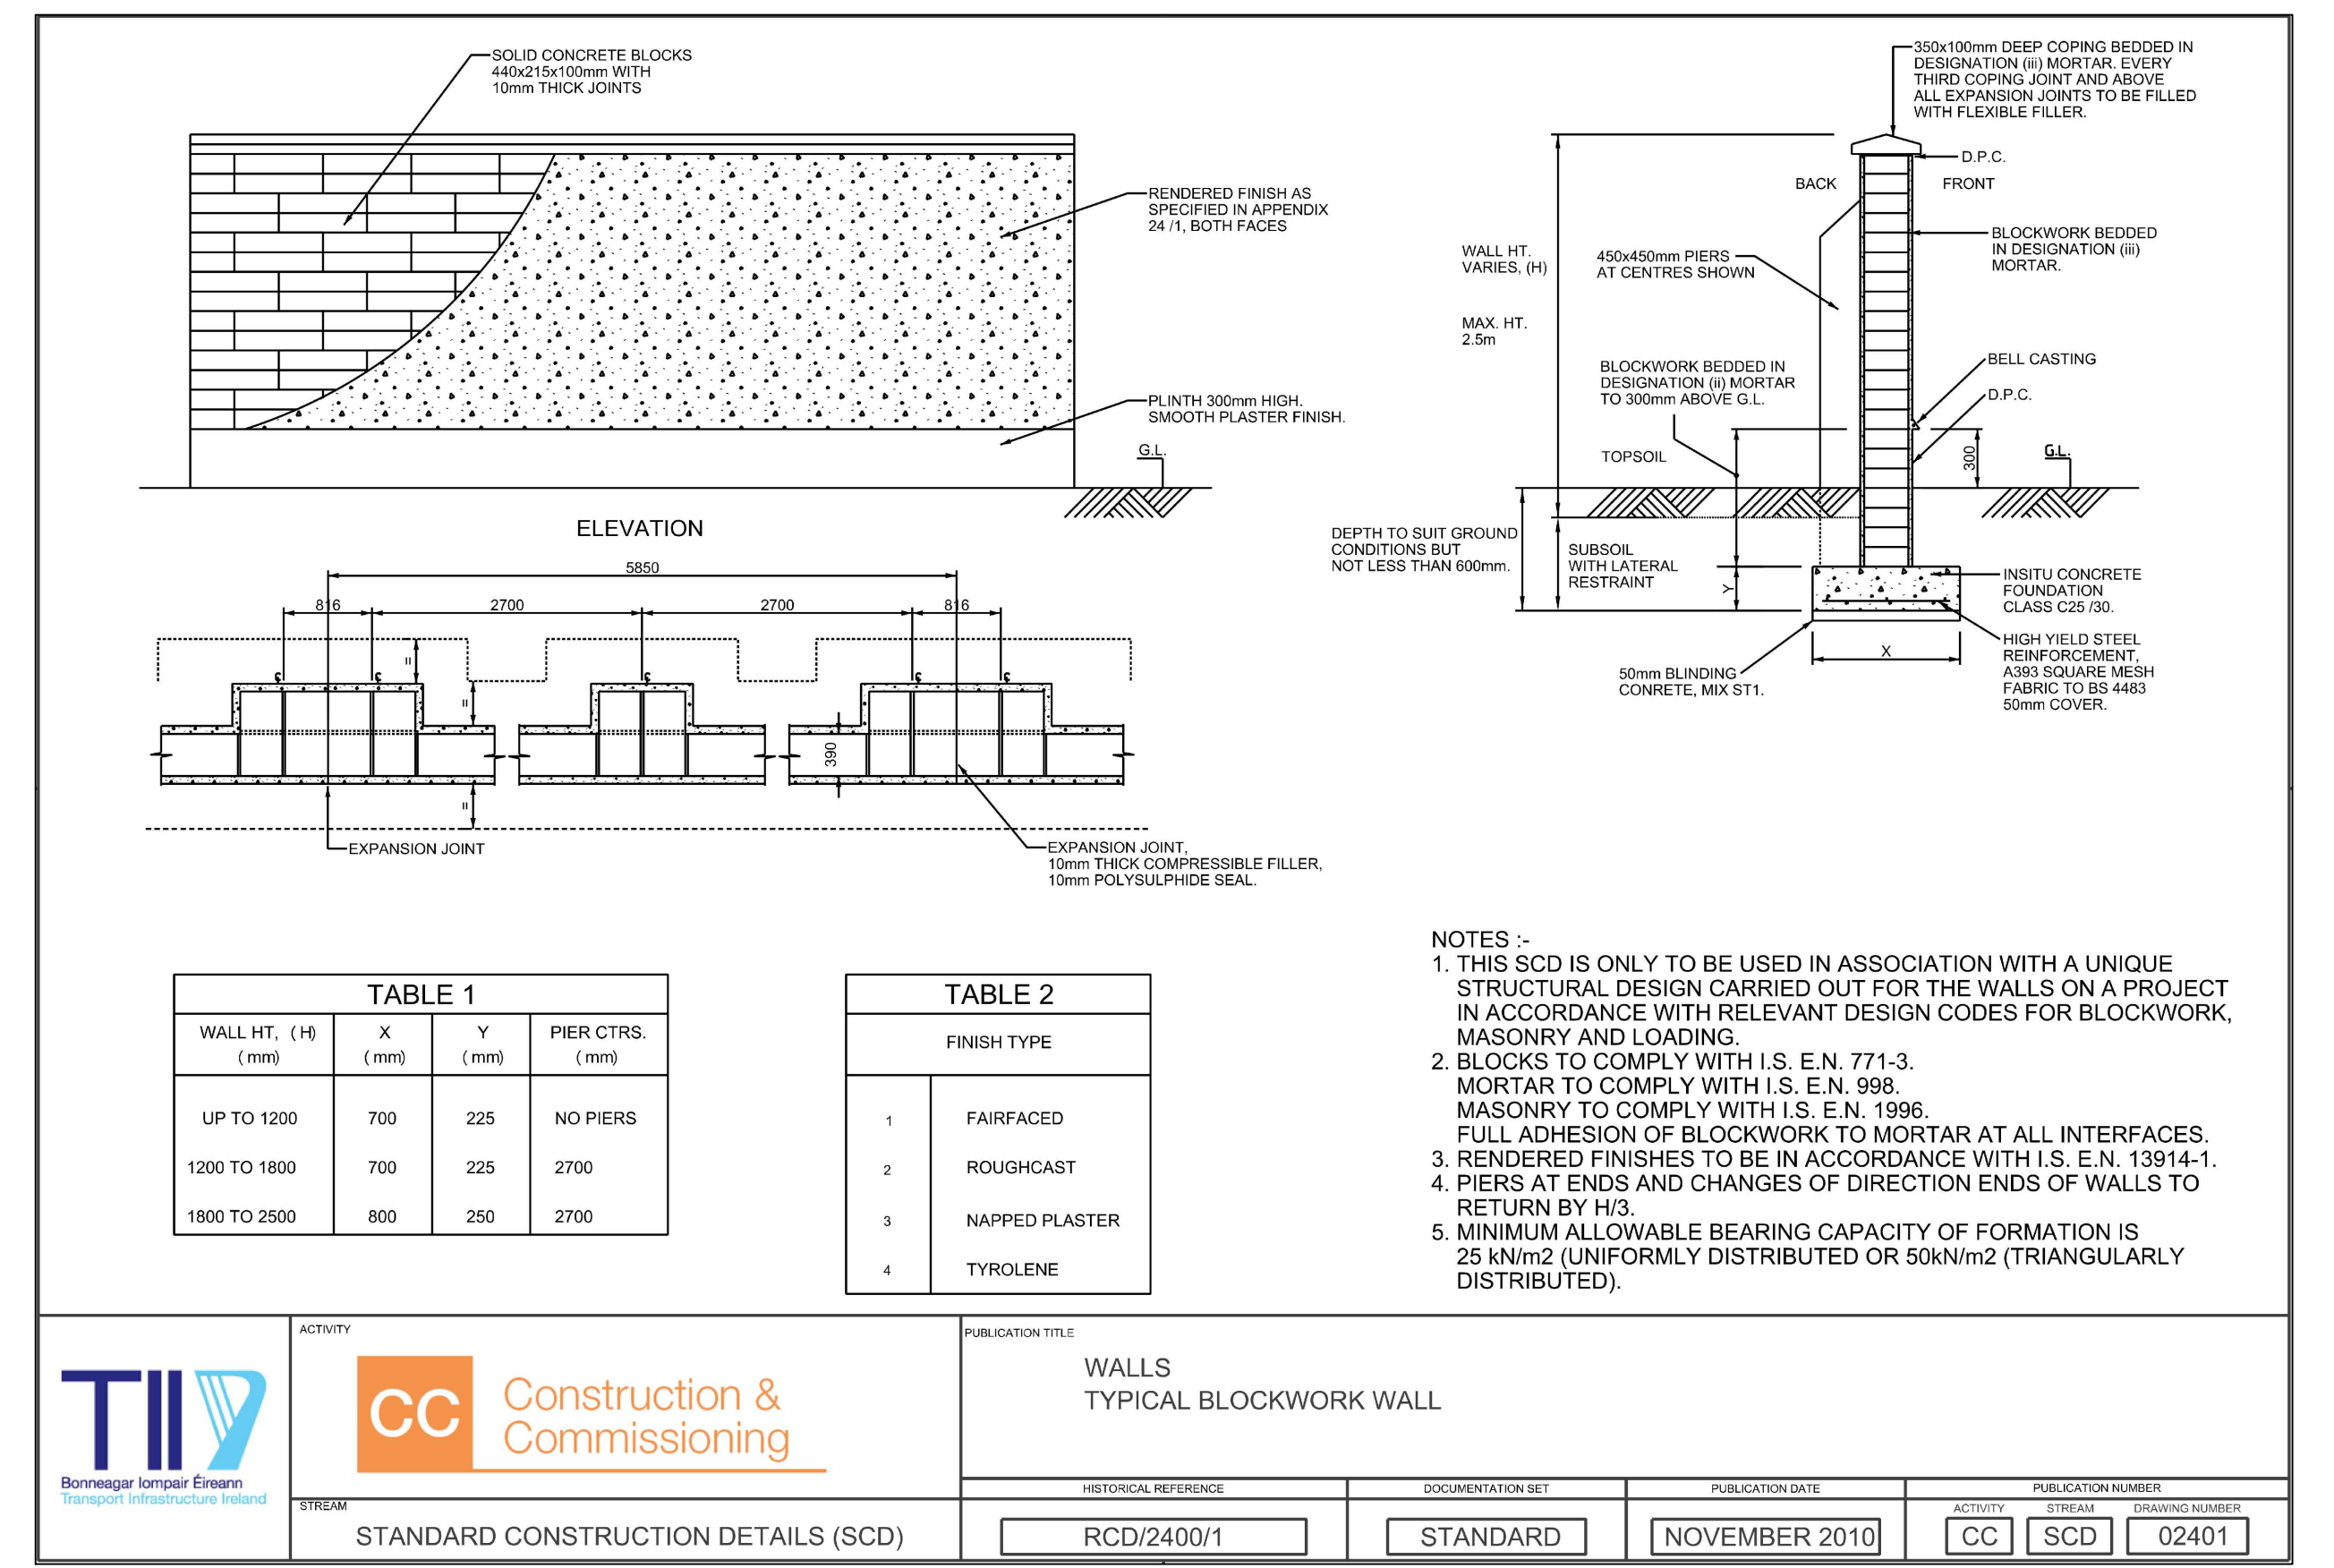 SOLID CONCRETE BLOCKS
440x215x100mm WITH
10mm THICK JOINTS
RENDERED FINISH AS
SPECIFIED IN APPENDIX
24 /1, BOTH FACES
PLINTH 300mm HIGH.
SMOOTH PLASTER FINISH.
G.L.
ELEVATION
350x100mm DEEP COPING BEDDED IN
DESIGNATION (iii) MORTAR. EVERY
THIRD COPING JOINT AND ABOVE
ALL EXPANSION JOINTS TO BE FILLED
WITH FLEXIBLE FILLER.
D.P.C.
BACK
FRONT
WALL HT.
VARIES, (H)
MAX. HT.
2.5m
450x450mm PIERS
AT CENTRES SHOWN
BLOCKWORK BEDDED
IN DESIGNATION (iii)
MORTAR.
BLOCKWORK BEDDED IN
DESIGNATION (ii) MORTAR
TO 300mm ABOVE G.L.
BELL CASTING
D.P.C.
TOPSOIL
300
G.L.
DEPTH TO SUIT GROUND
CONDITIONS BUT
NOT LESS THAN 600mm.
SUBSOIL
WITH LATERAL
RESTRAINT
Y
INSITU CONCRETE
FOUNDATION
CLASS C25 /30.
HIGH YIELD STEEL
REINFORCEMENT,
A393 SQUARE MESH
FABRIC TO BS 4483
50mm COVER.
X
50mm BLINDING
CONRETE, MIX ST1.
5850
816
2700
2700
816
=
=
=
390
EXPANSION JOINT
EXPANSION JOINT,
10mm THICK COMPRESSIBLE FILLER,
10mm POLYSULPHIDE SEAL.
TABLE 1
WALL HT, (H) X Y PIER CTRS.
(mm) (mm) (mm) (mm)
UP TO 1200 700 225 NO PIERS
1200 TO 1800 700 225 2700
1800 TO 2500 800 250 2700
TABLE 2
FINISH TYPE
1 FAIRFACED
2 ROUGHCAST
3 NAPPED PLASTER
4 TYROLENE
NOTES :-
1. THIS SCD IS ONLY TO BE USED IN ASSOCIATION WITH A UNIQUE
STRUCTURAL DESIGN CARRIED OUT FOR THE WALLS ON A PROJECT
IN ACCORDANCE WITH RELEVANT DESIGN CODES FOR BLOCKWORK,
MASONRY AND LOADING.
2. BLOCKS TO COMPLY WITH I.S. E.N. 771-3.
MORTAR TO COMPLY WITH I.S. E.N. 998.
MASONRY TO COMPLY WITH I.S. E.N. 1996.
FULL ADHESION OF BLOCKWORK TO MORTAR AT ALL INTERFACES.
3. RENDERED FINISHES TO BE IN ACCORDANCE WITH I.S. E.N. 13914-1.
4. PIERS AT ENDS AND CHANGES OF DIRECTION ENDS OF WALLS TO
RETURN BY H/3.
5. MINIMUM ALLOWABLE BEARING CAPACITY OF FORMATION IS
25 kN/m2 (UNIFORMLY DISTRIBUTED OR 50kN/m2 (TRIANGULARLY
DISTRIBUTED).
TII
Bonneagar Iompair Éireann
Transport Infrastructure Ireland
ACTIVITY
CC
Construction &
Commissioning
STREAM
STANDARD CONSTRUCTION DETAILS (SCD)
PUBLICATION TITLE
WALLS
TYPICAL BLOCKWORK WALL
HISTORICAL REFERENCE
RCD/2400/1
DOCUMENTATION SET
STANDARD
PUBLICATION DATE
NOVEMBER 2010
PUBLICATION NUMBER
ACTIVITY STREAM DRAWING NUMBER
CC SCD 02401